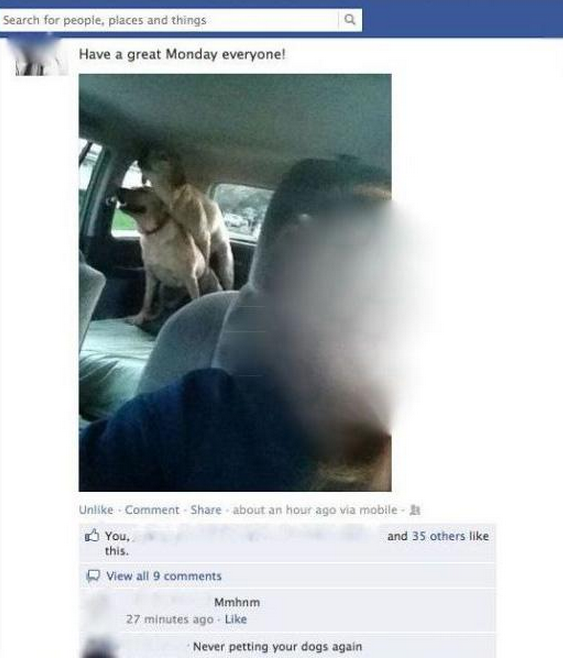 Search for people, places and things
Have a great Monday everyone!
Unlike · Comment · Share · about an hour ago via mobile ·
You, and 35 others like
this.
View all 9 comments
Mmhnm
27 minutes ago · Like
Never petting your dogs again